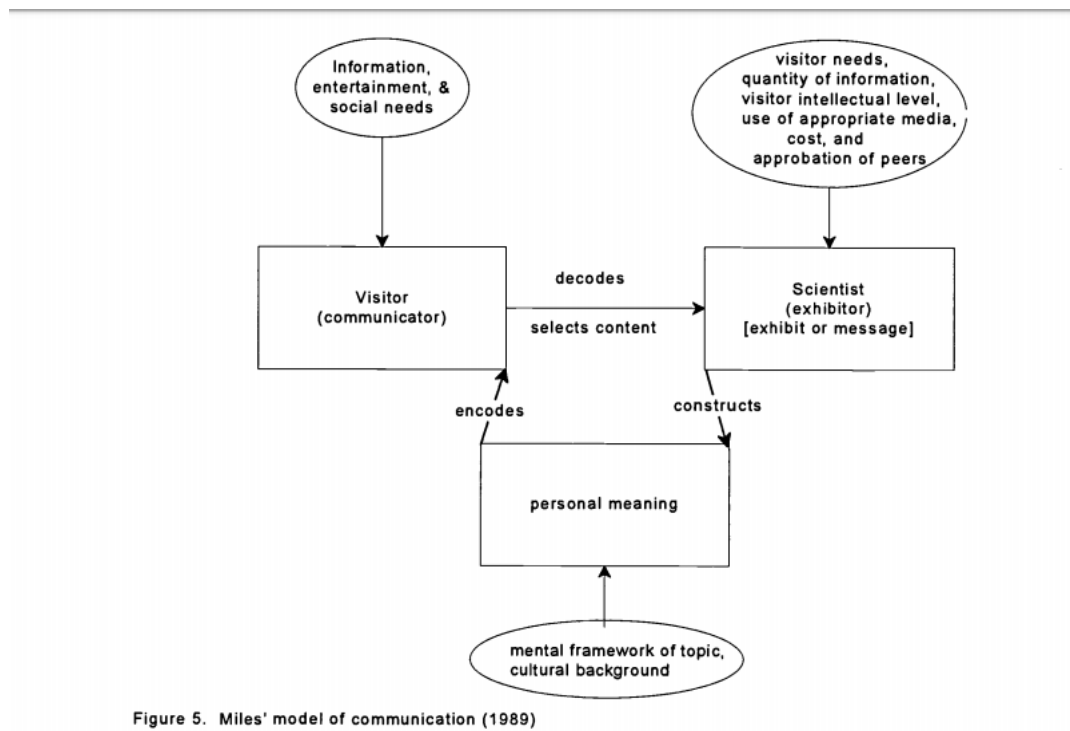 Information,
entertainment, &
social needs
visitor needs,
quantity of information,
visitor intellectual level,
use of appropriate media,
cost, and
approbation of peers
Visitor
(communicator)
decodes
selects content
Scientist
(exhibitor)
[exhibit or message]
encodes
constructs
personal meaning
mental framework of topic,
cultural background
Figure 5. Miles' model of communication (1989)